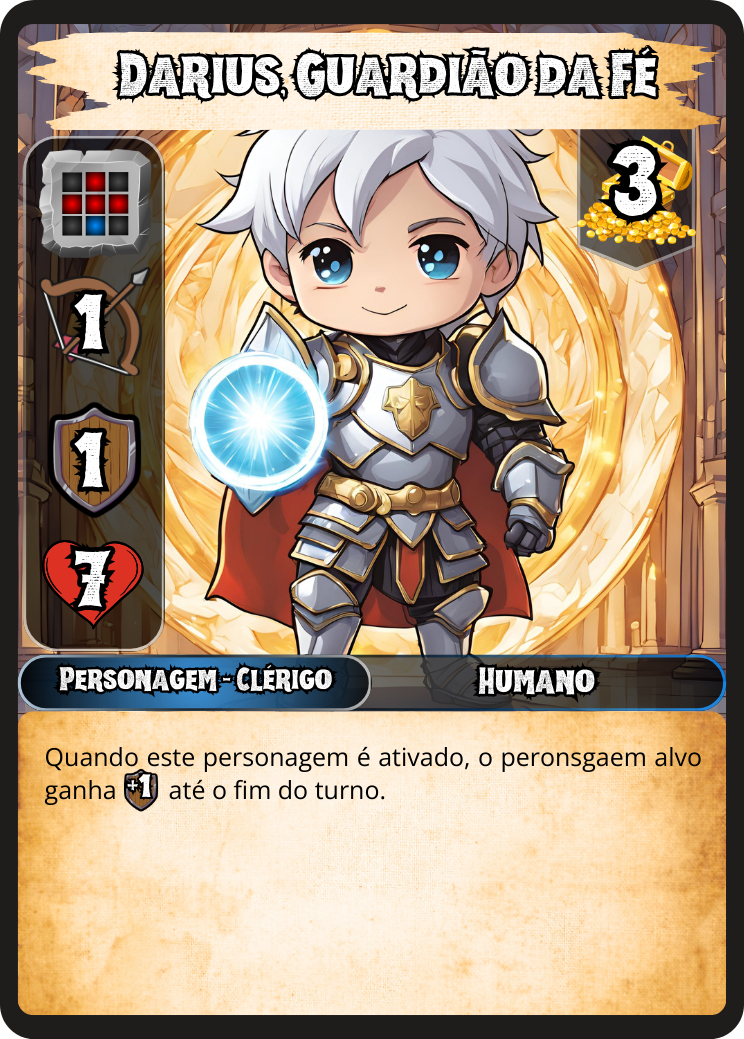 Darius, Guardião da Fé
3
1
1
7
Personagem - Clérigo
Humano
Quando este personagem é ativado, o peronsgaem alvo
ganha +1 até o fim do turno.